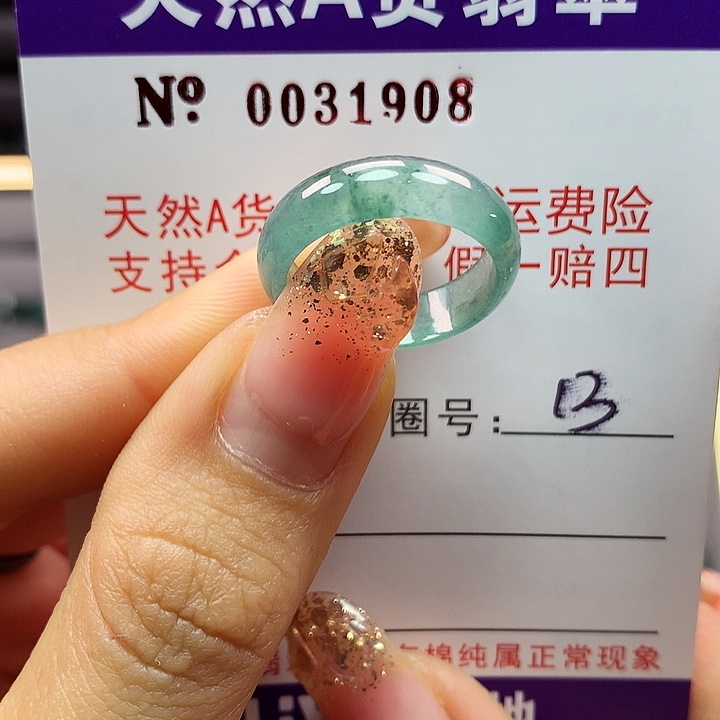 天然A货翡翠
Nº 0031908
天然A货 运费险
支持 假一赔四
圈号: 13
棉纯属正常现象